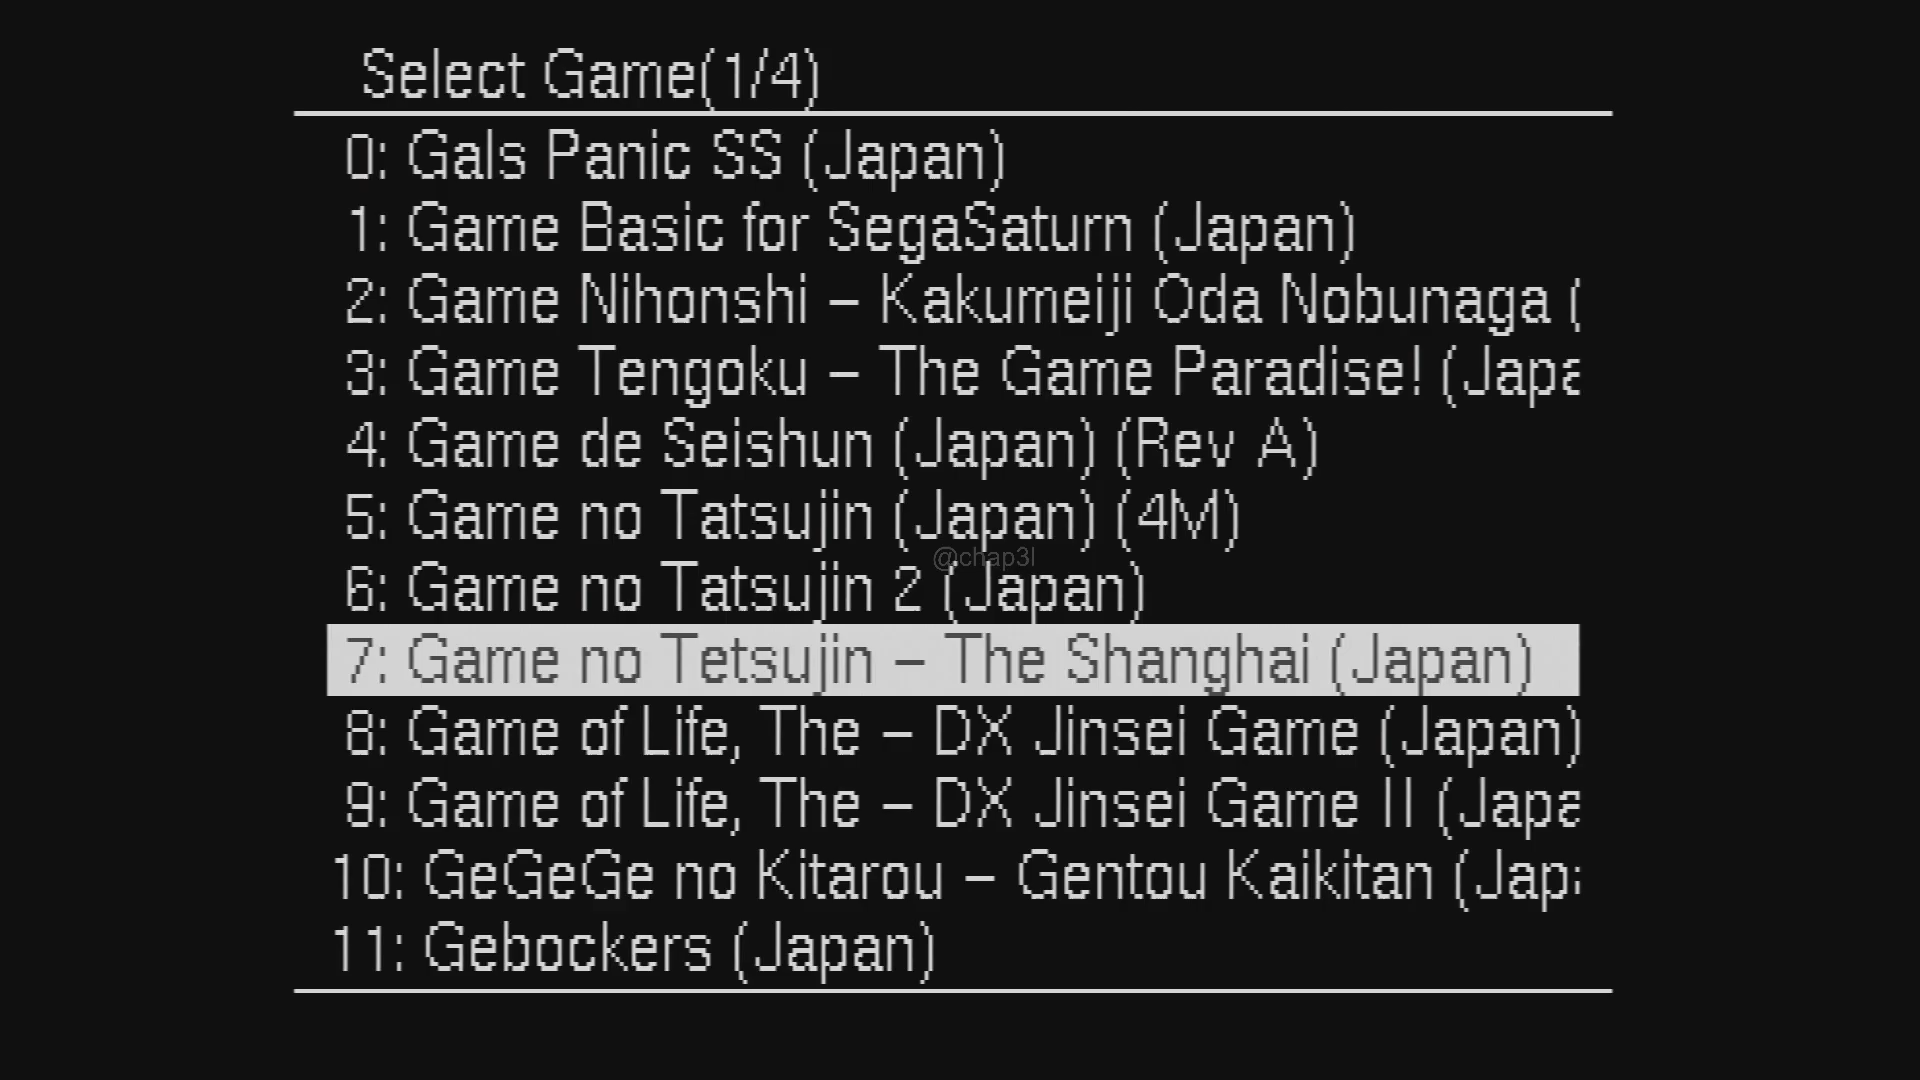 Select Game(1/4)
0: Gals Panic SS (Japan)
1: Game Basic for SegaSaturn (Japan)
2: Game Nihonshi – Kakumeiji Oda Nobunaga (
3: Game Tengoku – The Game Paradise! (Japa
4: Game de Seishun (Japan) (Rev A)
5: Game no Tatsujin (Japan) (4M)
@chap3l
6: Game no Tatsujin 2 (Japan)
7: Game no Tetsujin – The Shanghai (Japan)
8: Game of Life, The – DX Jinsei Game (Japan)
9: Game of Life, The – DX Jinsei Game II (Japa
10: GeGeGe no Kitarou – Gentou Kaikitan (Japa
11: Gebockers (Japan)